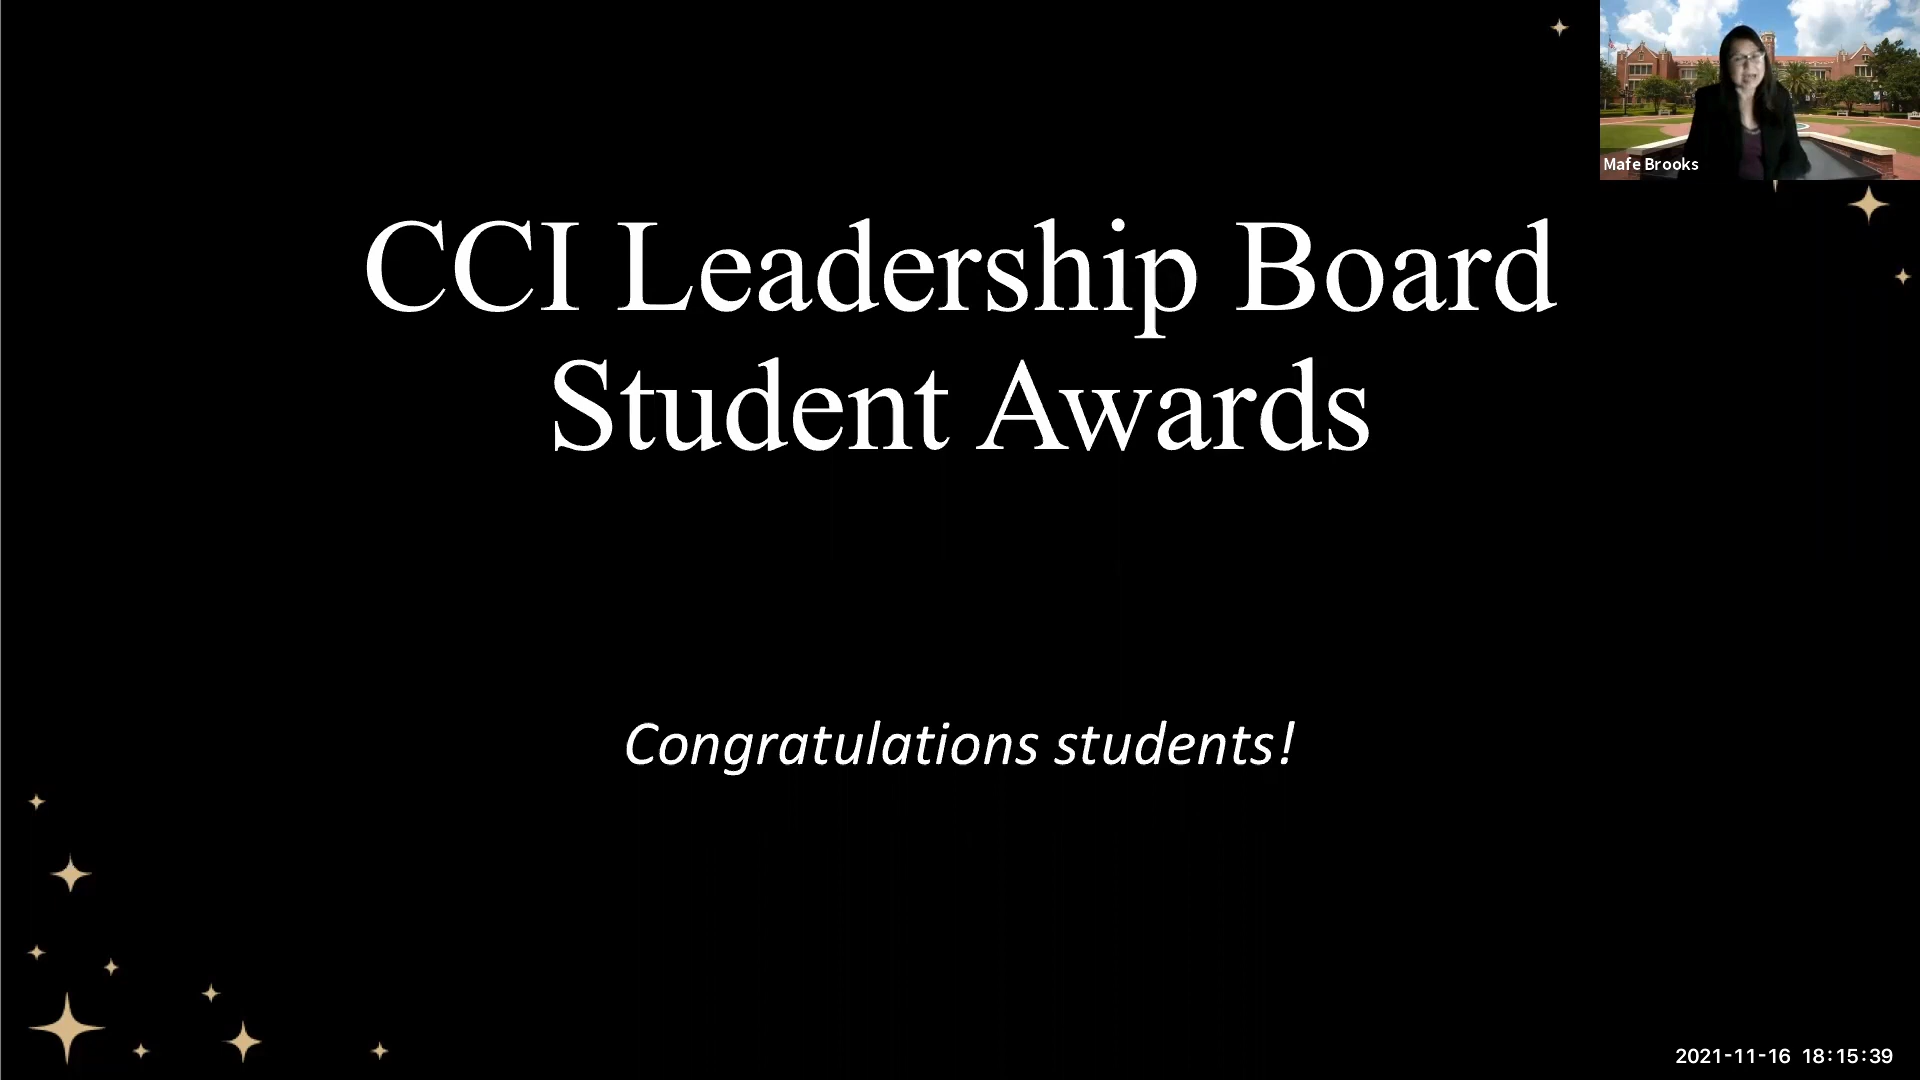 Mafe Brooks
CCI Leadership Board
Student Awards
Congratulations students!
2021-11-16 18:15:39